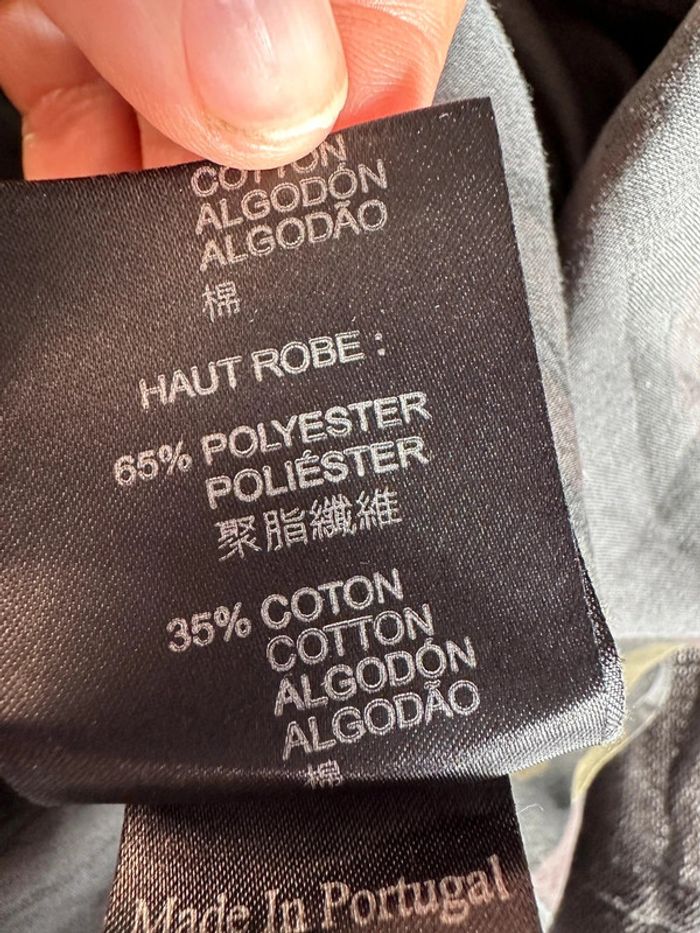 COTTON
ALGODÓN
ALGODÃO
棉
HAUT ROBE :
65% POLYESTER
POLIÉSTER
聚脂纖維
35% COTON
COTTON
ALGODÓN
ALGODÃO
棉
Made In Portugal